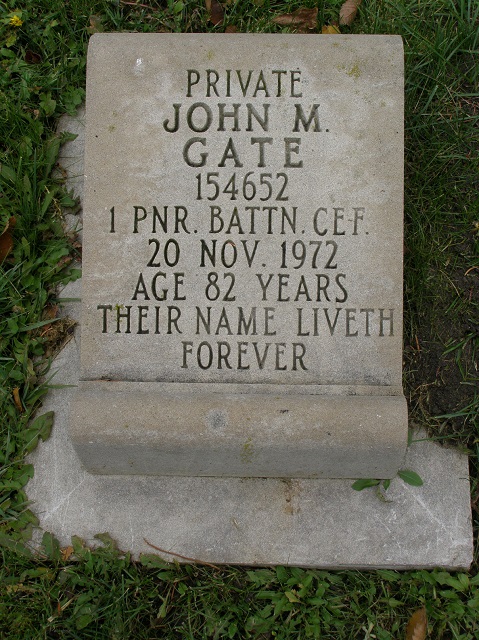 PRIVATE
JOHN M.
GATE
154652
1 PNR. BATTN. C.E.F.
20 NOV. 1972
AGE 82 YEARS
THEIR NAME LIVETH
FOREVER